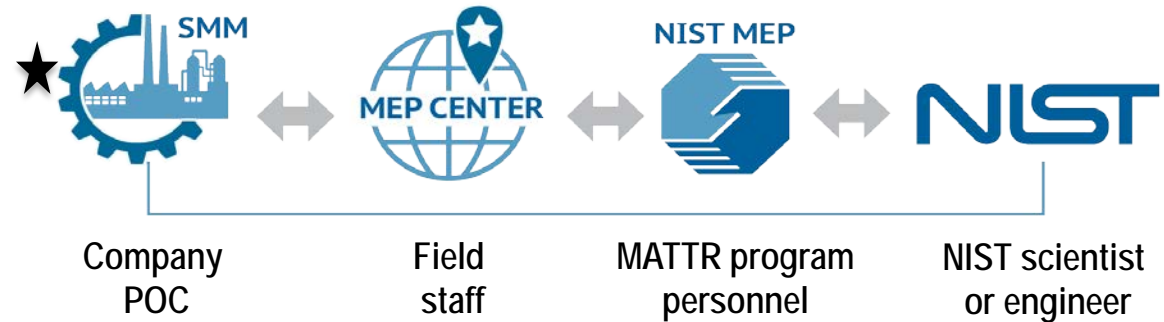 SMM
MEP CENTER
NIST MEP
NIST
Company
POC
Field
staff
MATTR program
personnel
NIST scientist
or engineer